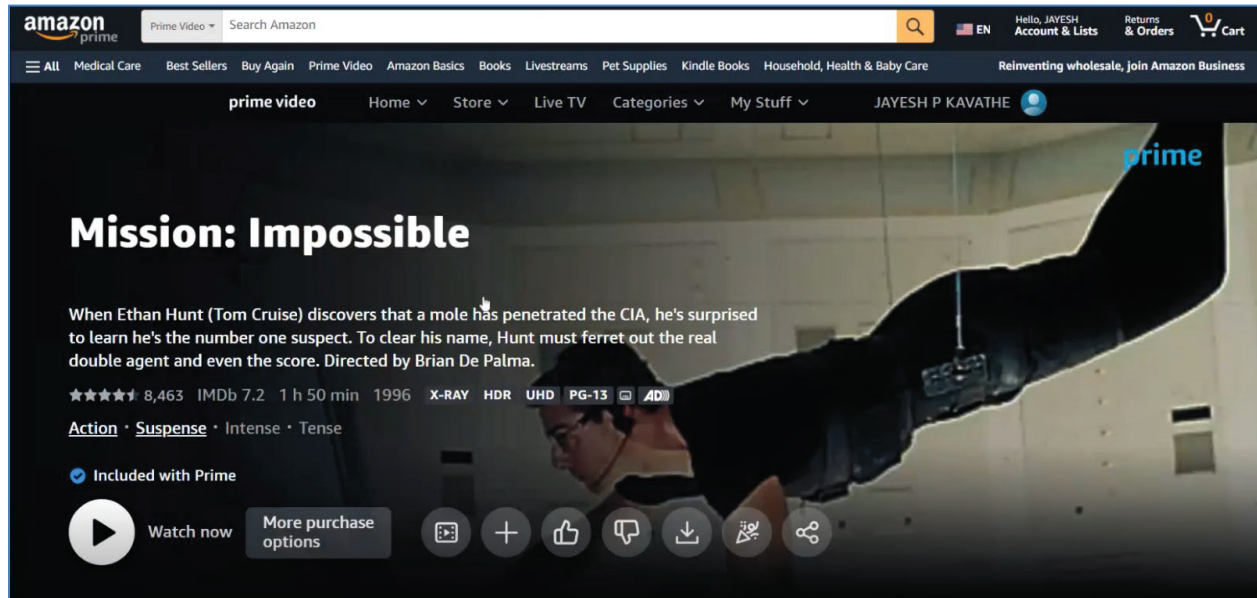 amazon prime
Prime Video
Search Amazon
EN
Hello, JAYESH
Account & Lists
Returns
& Orders
0
Cart
All Medical Care Best Sellers Buy Again Prime Video Amazon Basics Books Livestreams Pet Supplies Kindle Books Household, Health & Baby Care Reinventing wholesale, join Amazon Business
prime video Home Store Live TV Categories My Stuff JAYESH P KAVATHE
prime
Mission: Impossible
When Ethan Hunt (Tom Cruise) discovers that a mole has penetrated the CIA, he's surprised
to learn he's the number one suspect. To clear his name, Hunt must ferret out the real
double agent and even the score. Directed by Brian De Palma.
8,463 IMDb 7.2 1 h 50 min 1996 X-RAY HDR UHD PG-13 AD
Action · Suspense · Intense · Tense
Included with Prime
Watch now
More purchase
options